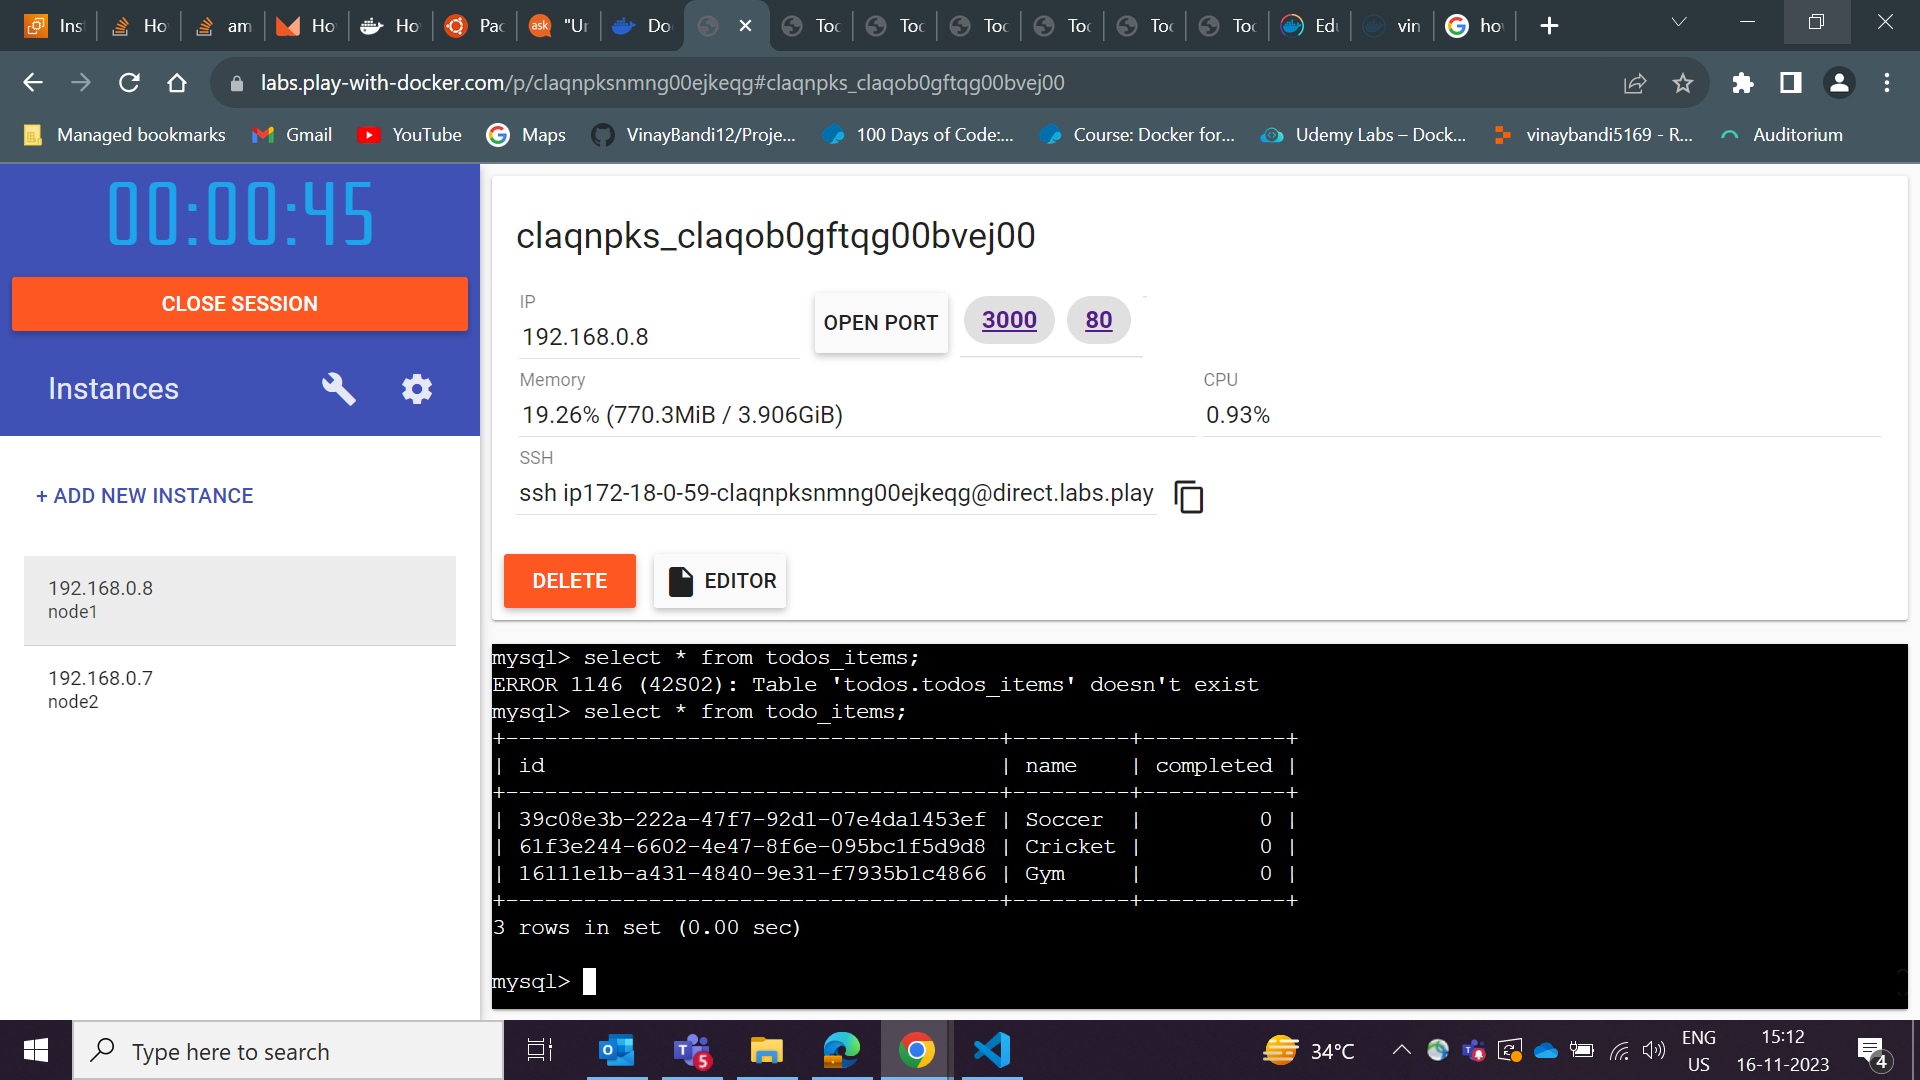 Ins
Ho
am
Ho
Ho
Pac
ask
"Ur
Do
Toc
Toc
Toc
Toc
Toc
Toc
Edu
vin
ho
labs.play-with-docker.com/p/claqnpksnmng00ejkeqg#claqnpks_claqob0gftqg00bvej00
Managed bookmarks
Gmail
YouTube
Maps
VinayBandi12/Proje...
100 Days of Code:...
Course: Docker for...
Udemy Labs – Dock...
vinaybandi5169 - R...
Auditorium
00:00:45
CLOSE SESSION
Instances
+ ADD NEW INSTANCE
192.168.0.8
node1
192.168.0.7
node2
claqnpks_claqob0gftqg00bvej00
IP
192.168.0.8
OPEN PORT
3000
80
Memory
19.26% (770.3MiB / 3.906GiB)
CPU
0.93%
SSH
ssh ip172-18-0-59-claqnpksnmng00ejkeqg@direct.labs.play
DELETE
EDITOR
mysql> select * from todos_items;
ERROR 1146 (42S02): Table 'todos.todos_items' doesn't exist
mysql> select * from todo_items;
+--------------------------------------+---------+-----------+
| id                                   | name    | completed |
+--------------------------------------+---------+-----------+
| 39c08e3b-222a-47f7-92d1-07e4da1453ef | Soccer  |         0 |
| 61f3e244-6602-4e47-8f6e-095bc1f5d9d8 | Cricket |         0 |
| 16111e1b-a431-4840-9e31-f7935b1c4866 | Gym     |         0 |
+--------------------------------------+---------+-----------+
3 rows in set (0.00 sec)
mysql>
Type here to search
5
34°C
ENG
US
15:12
16-11-2023
4